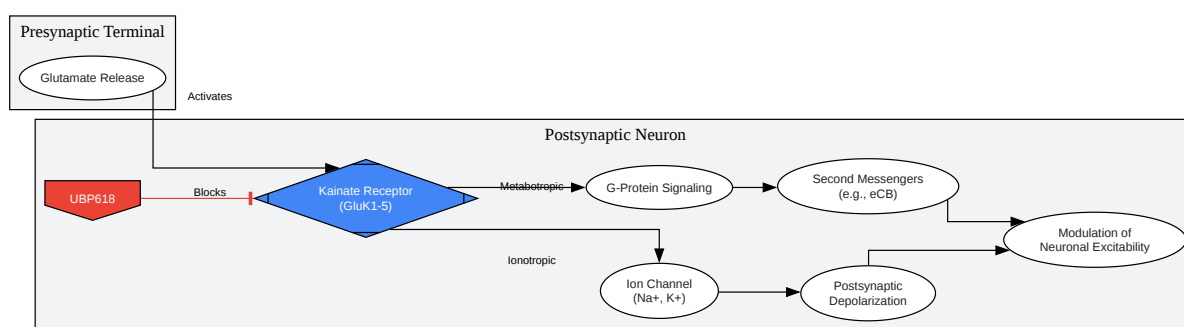 Presynaptic Terminal
Glutamate Release
Activates
Postsynaptic Neuron
UBP618
Blocks
Kainate Receptor
(GluK1-5)
Metabotropic
G-Protein Signaling
Second Messengers
(e.g., eCB)
Modulation of
Neuronal Excitability
Ionotropic
Ion Channel
(Na+, K+)
Postsynaptic
Depolarization